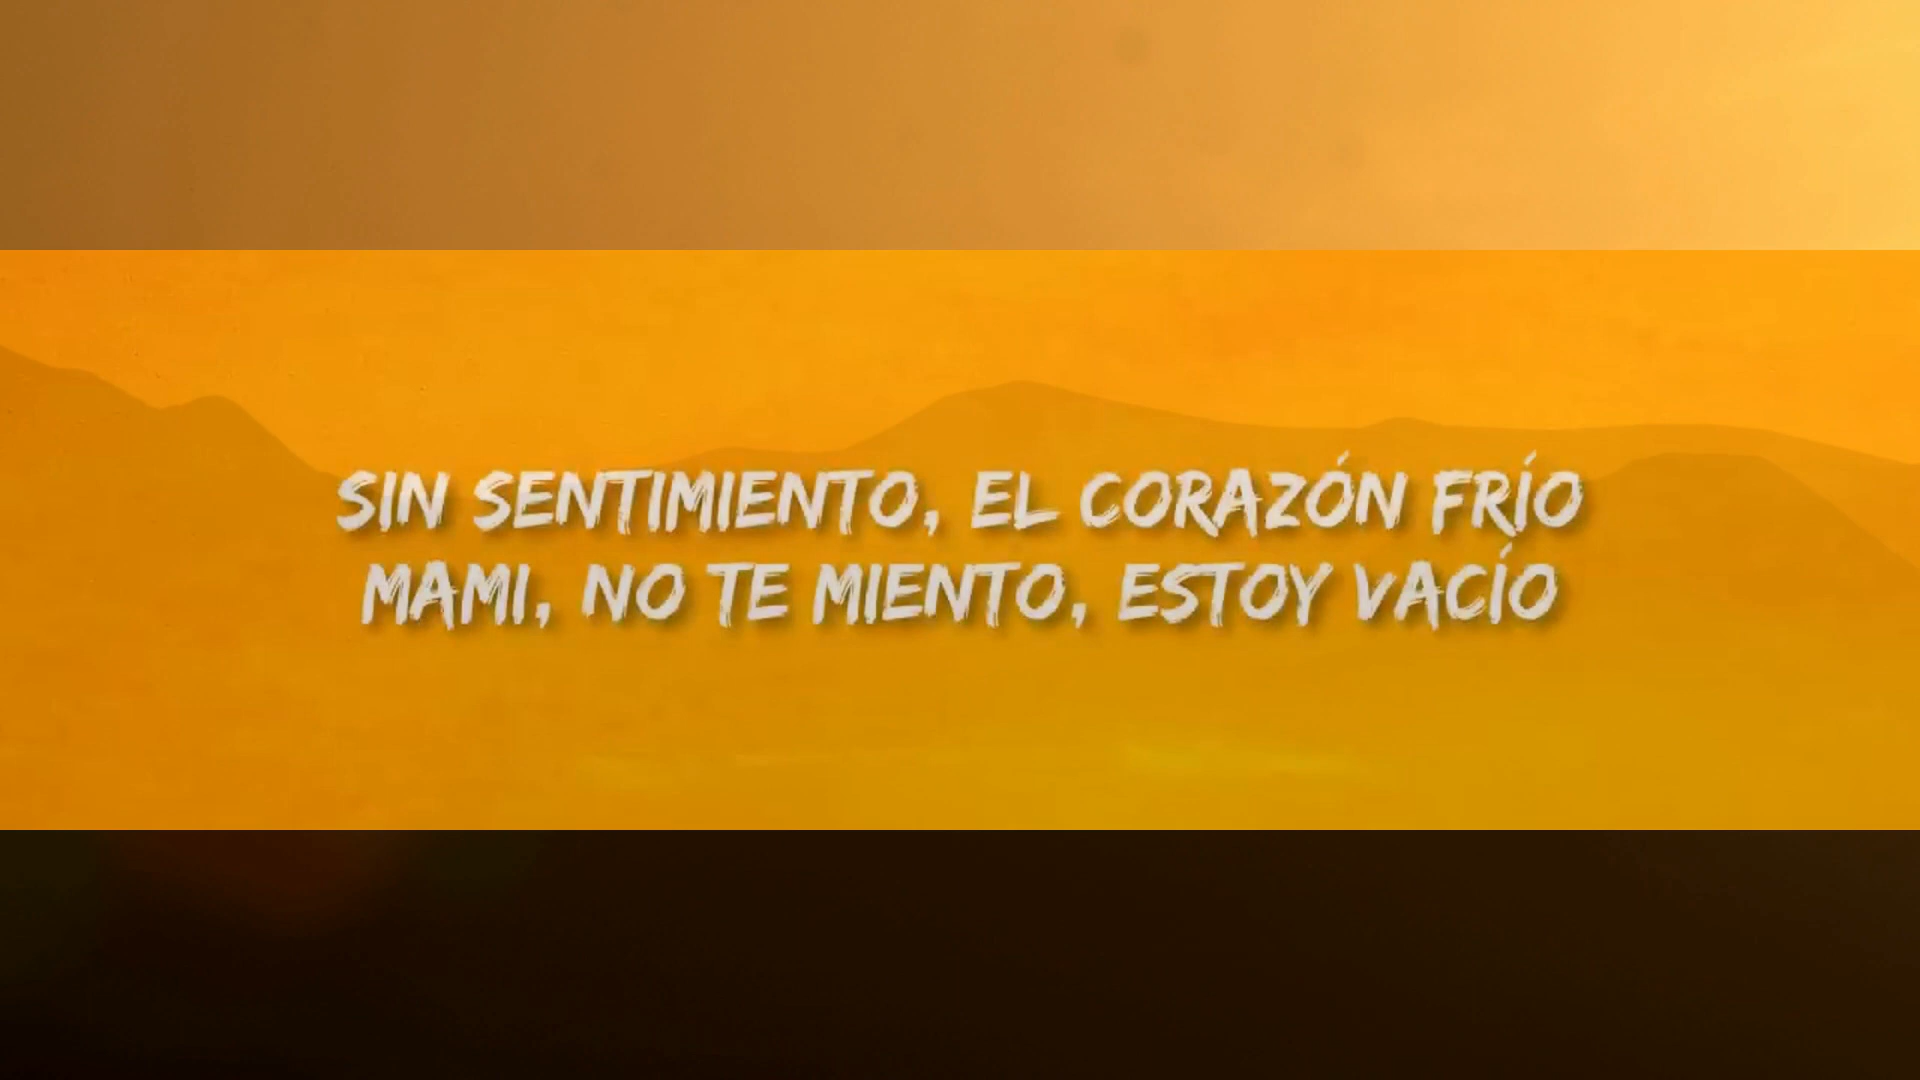 SIN SENTIMIENTO, EL CORAZÓN FRÍO
MAMI, NO TE MIENTO, ESTOY VACÍO